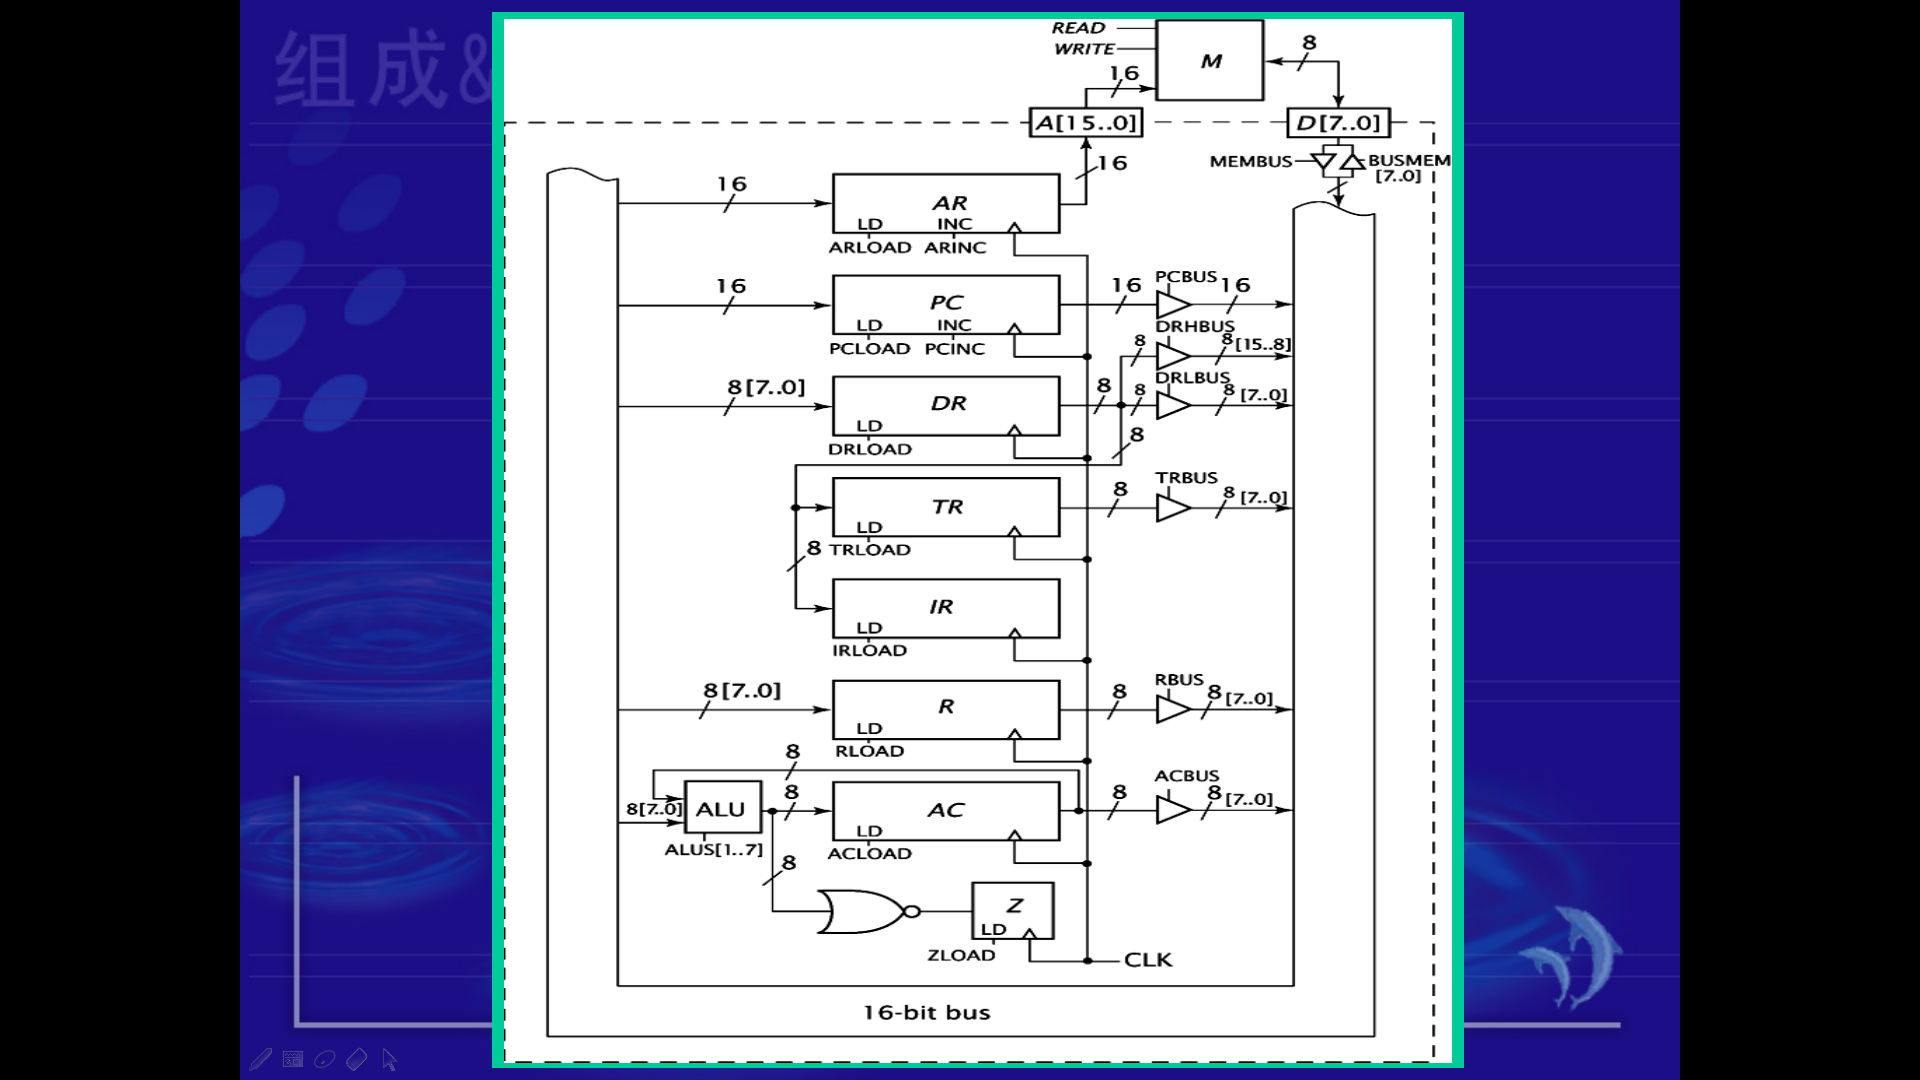 组成&
READ
WRITE
M
8
16
A[15..0]
D[7..0]
16
MEMBUS
BUSMEM
[7..0]
16
AR
LD INC
ARLOAD ARINC
16
PC
LD INC
PCLOAD PCINC
16
PCBUS
16
DRHBUS
8
8 [15..8]
8 [7..0]
DR
LD
DRLOAD
8
8
DRLBUS
8 [7..0]
8
TR
LD
8 TRLOAD
8
TRBUS
8 [7..0]
IR
LD
IRLOAD
8 [7..0]
R
LD
RLOAD
8
RBUS
8 [7..0]
8
8[7..0]
ALU
8
AC
LD
ALUS[1..7]
ACLOAD
8
ACBUS
8 [7..0]
8
Z
LD
ZLOAD
CLK
16-bit bus